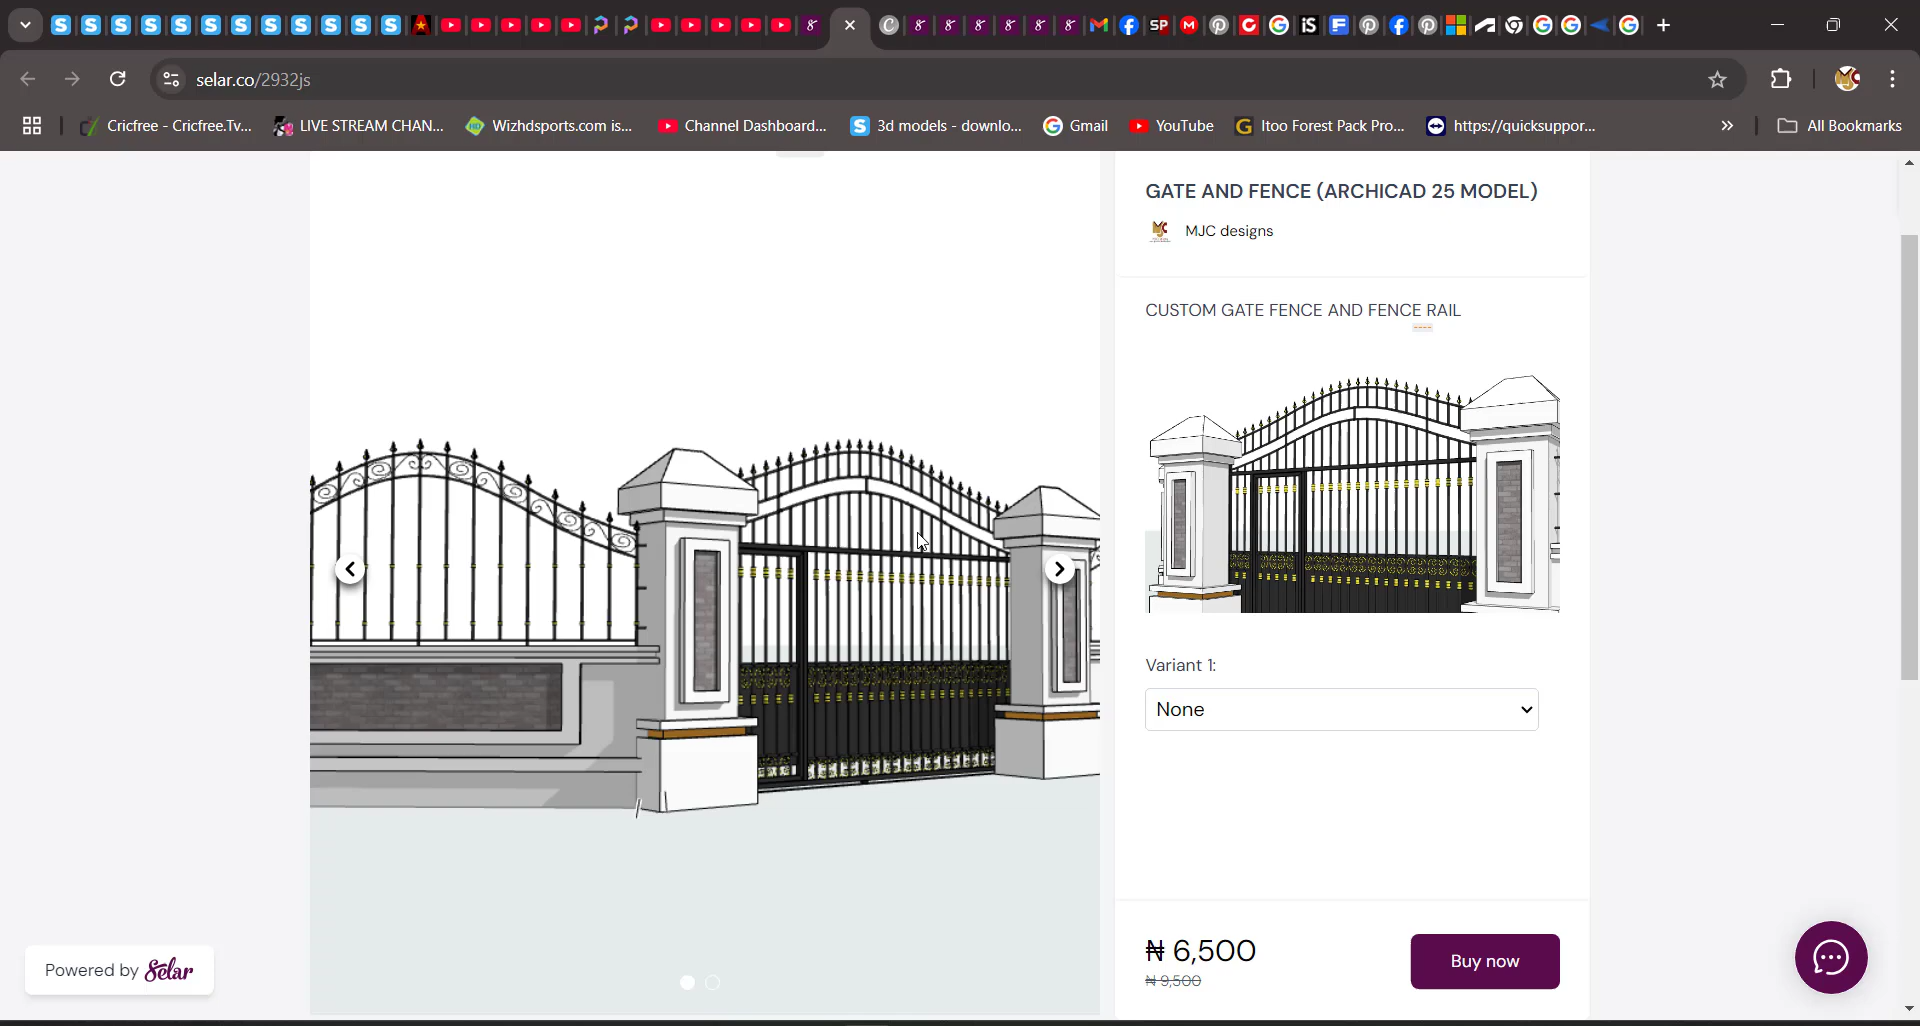 selar.co/2932js
Cricfree - Cricfree.Tv...
LIVE STREAM CHAN...
Wizhdsports.com is...
Channel Dashboard...
3d models - downlo...
Gmail
YouTube
Itoo Forest Pack Pro...
https://quicksuppor...
All Bookmarks
GATE AND FENCE (ARCHICAD 25 MODEL)
MJC designs
CUSTOM GATE FENCE AND FENCE RAIL
Variant 1:
None
₦ 6,500
₦ 9,500
Buy now
Powered by Selar